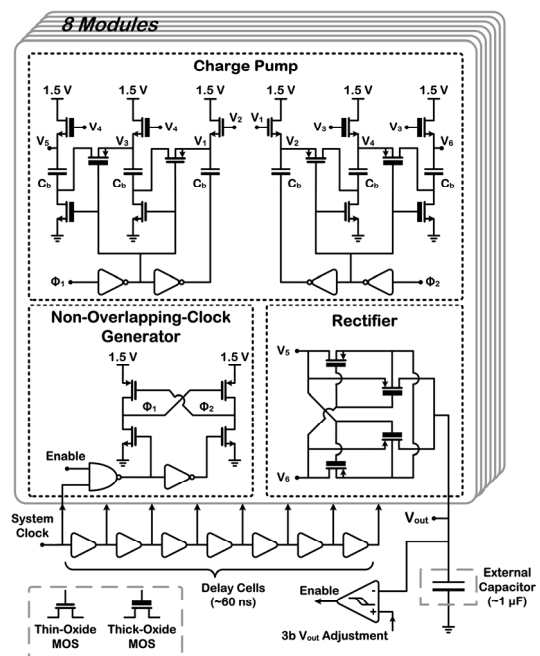 8 Modules
Charge Pump
1.5 V 1.5 V 1.5 V 1.5 V 1.5 V 1.5 V
V4 V4 V2 V1 V3 V3
V5 V3 V1 V2 V4 V6
Cb Cb Cb Cb Cb Cb
Φ1 Φ2
Non-Overlapping-Clock
Generator
1.5 V 1.5 V
Φ1 Φ2
Enable
Rectifier
V5
V6
System
Clock
Vout
Delay Cells
(~60 ns)
Enable
-
+
3b Vout Adjustment
External
Capacitor
(~1 μF)
Thin-Oxide
MOS
Thick-Oxide
MOS